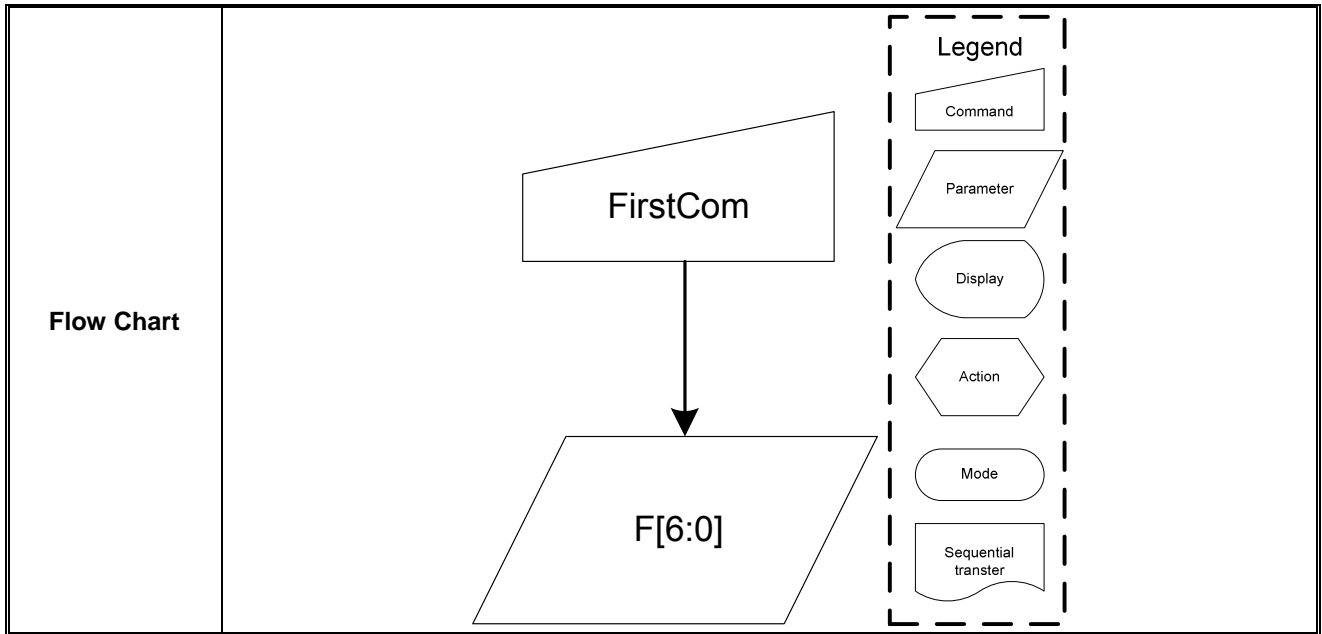 Flow Chart
FirstCom
F[6:0]
Legend
Command
Parameter
Display
Action
Mode
Sequential
transter